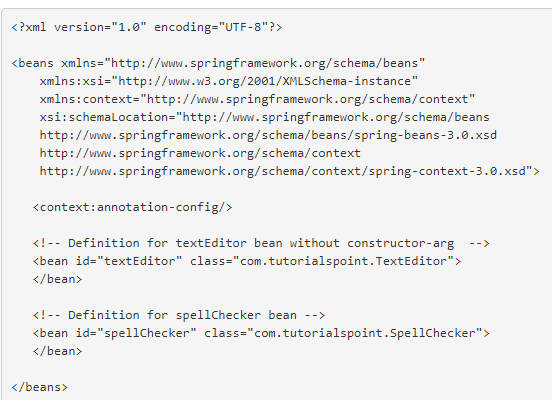 <?xml version="1.0" encoding="UTF-8"?>
<beans xmlns="http://www.springframework.org/schema/beans"
xmlns:xsi="http://www.w3.org/2001/XMLSchema-instance"
xmlns:context="http://www.springframework.org/schema/context"
xsi:schemaLocation="http://www.springframework.org/schema/beans
http://www.springframework.org/schema/beans/spring-beans-3.0.xsd
http://www.springframework.org/schema/context
http://www.springframework.org/schema/context/spring-context-3.0.xsd">
<context:annotation-config/>
<!-- Definition for textEditor bean without constructor-arg  -->
<bean id="textEditor" class="com.tutorialspoint.TextEditor">
</bean>
<!-- Definition for spellChecker bean -->
<bean id="spellChecker" class="com.tutorialspoint.SpellChecker">
</bean>
</beans>